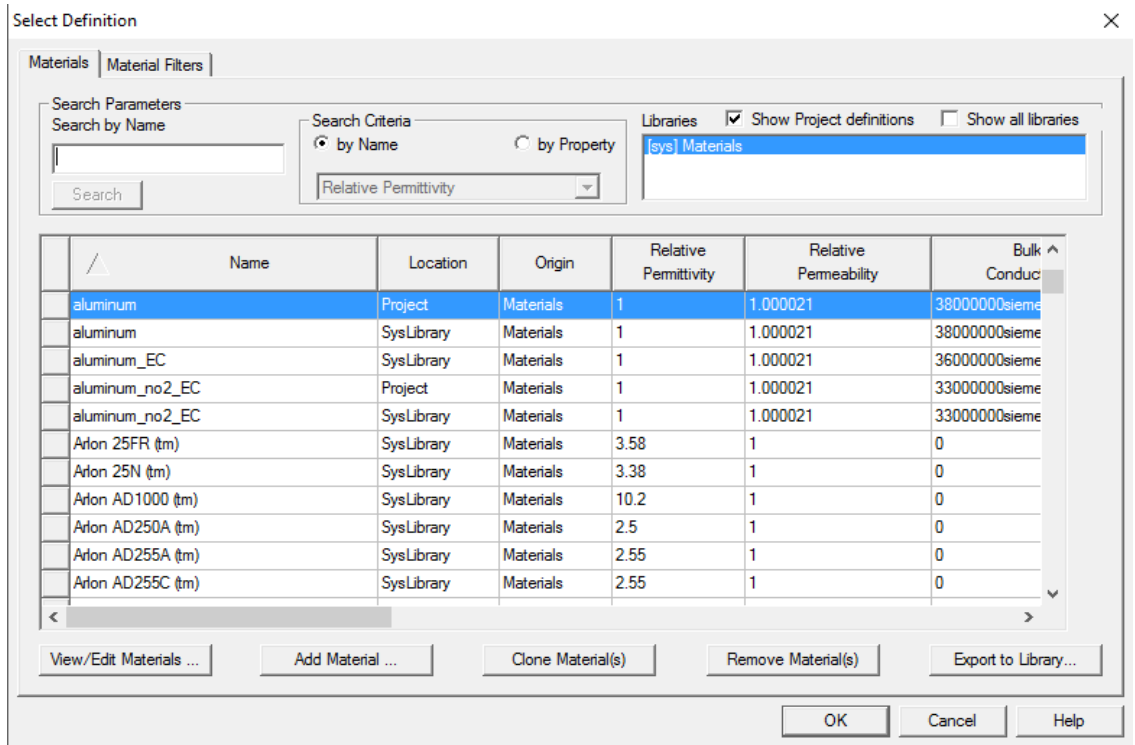 Select Definition
Materials
Material Filters
Search Parameters
Search by Name
Search
Search Criteria
by Name
by Property
Relative Permittivity
Libraries
Show Project definitions
Show all libraries
[sys] Materials
Name Location Origin Relative Permittivity Relative Permeability Bulk Conduc
aluminum Project Materials 1 1.000021 38000000sieme
aluminum SysLibrary Materials 1 1.000021 38000000sieme
aluminum_EC SysLibrary Materials 1 1.000021 36000000sieme
aluminum_no2_EC Project Materials 1 1.000021 33000000sieme
aluminum_no2_EC SysLibrary Materials 1 1.000021 33000000sieme
Arlon 25FR (tm) SysLibrary Materials 3.58 1 0
Arlon 25N (tm) SysLibrary Materials 3.38 1 0
Arlon AD1000 (tm) SysLibrary Materials 10.2 1 0
Arlon AD250A (tm) SysLibrary Materials 2.5 1 0
Arlon AD255A (tm) SysLibrary Materials 2.55 1 0
Arlon AD255C (tm) SysLibrary Materials 2.55 1 0
View/Edit Materials ...
Add Material ...
Clone Material(s)
Remove Material(s)
Export to Library...
OK
Cancel
Help